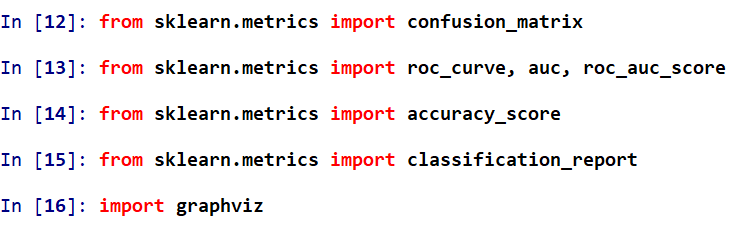 In [12]: from sklearn.metrics import confusion_matrix
In [13]: from sklearn.metrics import roc_curve, auc, roc_auc_score
In [14]: from sklearn.metrics import accuracy_score
In [15]: from sklearn.metrics import classification_report
In [16]: import graphviz